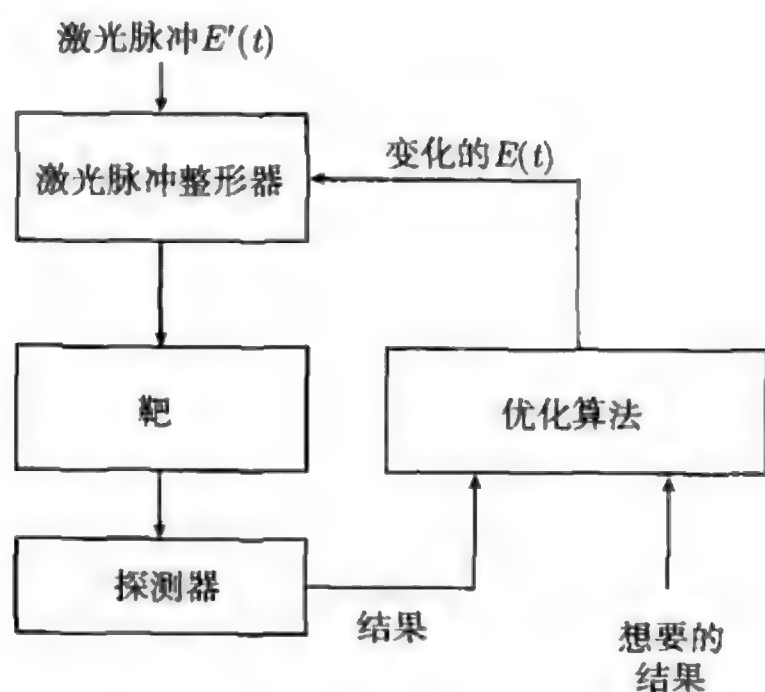 激光脉冲E'(t)
激光脉冲整形器
变化的E(t)
靶
优化算法
探测器
结果
想要的
结果